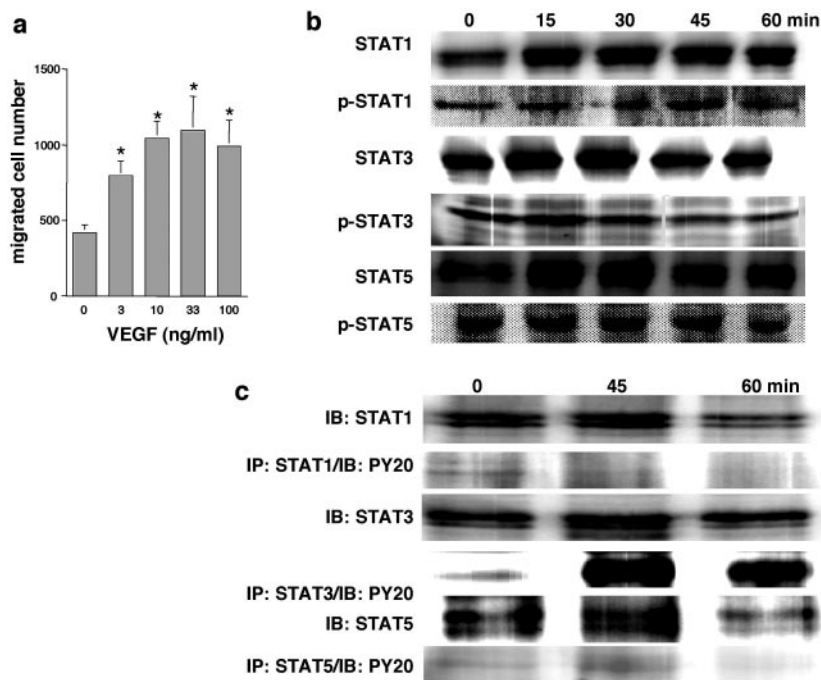 a
migrated cell number
1500
1000
500
0
* * * *
0 3 10 33 100
VEGF (ng/ml)
b
0 15 30 45 60 min
STAT1
p-STAT1
STAT3
p-STAT3
STAT5
p-STAT5
c
0 45 60 min
IB: STAT1
IP: STAT1/IB: PY20
IB: STAT3
IP: STAT3/IB: PY20
IB: STAT5
IP: STAT5/IB: PY20